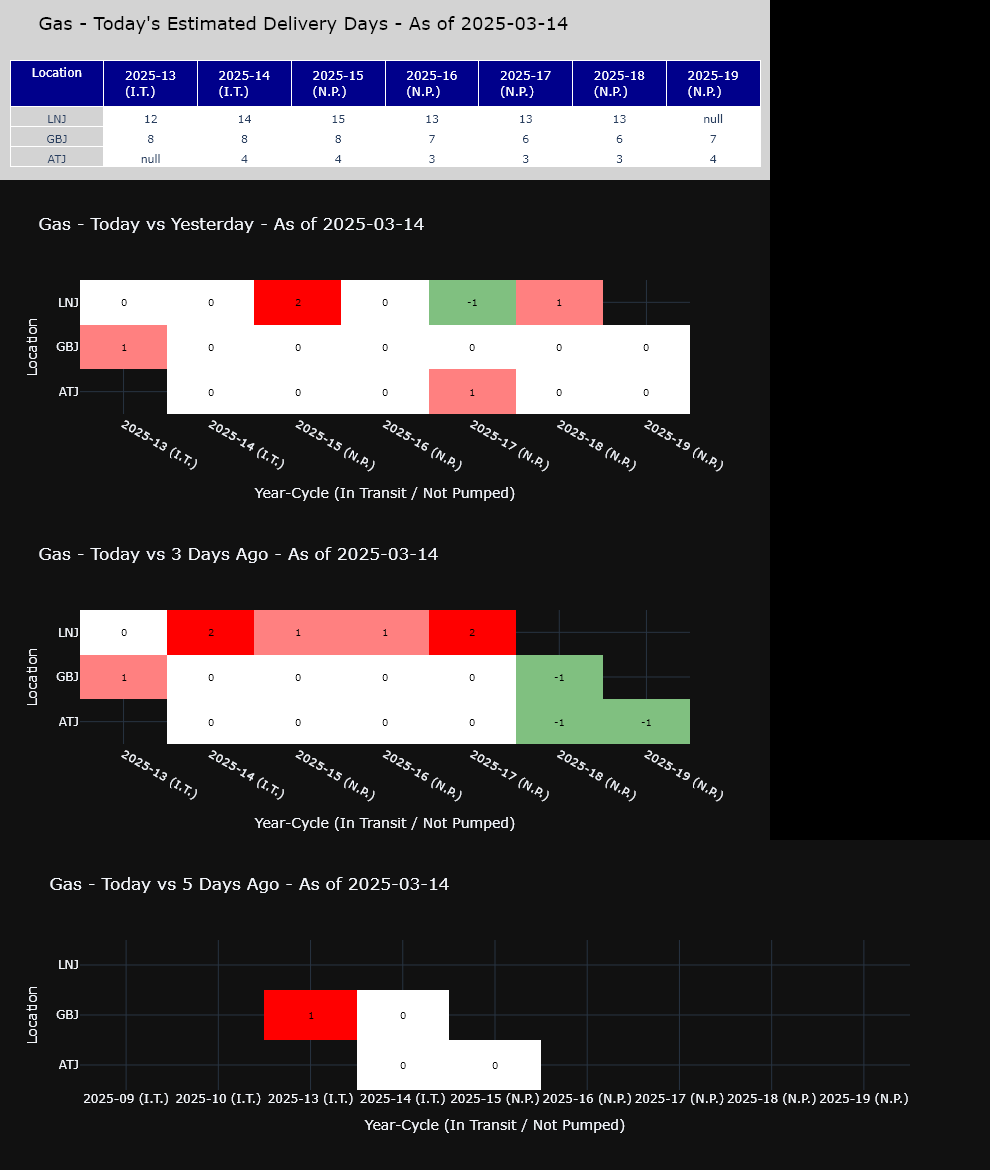 Gas - Today's Estimated Delivery Days - As of 2025-03-14
Location 2025-13 (I.T.) 2025-14 (I.T.) 2025-15 (N.P.) 2025-16 (N.P.) 2025-17 (N.P.) 2025-18 (N.P.) 2025-19 (N.P.)
LNJ 12 14 15 13 13 13 null
GBJ 8 8 8 7 6 6 7
ATJ null 4 4 3 3 3 4
Gas - Today vs Yesterday - As of 2025-03-14
Location
LNJ 0 0 2 0 -1 1
GBJ 1 0 0 0 0 0 0
ATJ 0 0 0 1 0 0
2025-13 (I.T.) 2025-14 (I.T.) 2025-15 (N.P.) 2025-16 (N.P.) 2025-17 (N.P.) 2025-18 (N.P.) 2025-19 (N.P.)
Year-Cycle (In Transit / Not Pumped)
Gas - Today vs 3 Days Ago - As of 2025-03-14
Location
LNJ 0 2 1 1 2
GBJ 1 0 0 0 0 -1
ATJ 0 0 0 0 -1 -1
2025-13 (I.T.) 2025-14 (I.T.) 2025-15 (N.P.) 2025-16 (N.P.) 2025-17 (N.P.) 2025-18 (N.P.) 2025-19 (N.P.)
Year-Cycle (In Transit / Not Pumped)
Gas - Today vs 5 Days Ago - As of 2025-03-14
Location
LNJ
GBJ 1 0
ATJ 0 0
2025-09 (I.T.) 2025-10 (I.T.) 2025-13 (I.T.) 2025-14 (I.T.) 2025-15 (N.P.) 2025-16 (N.P.) 2025-17 (N.P.) 2025-18 (N.P.) 2025-19 (N.P.)
Year-Cycle (In Transit / Not Pumped)